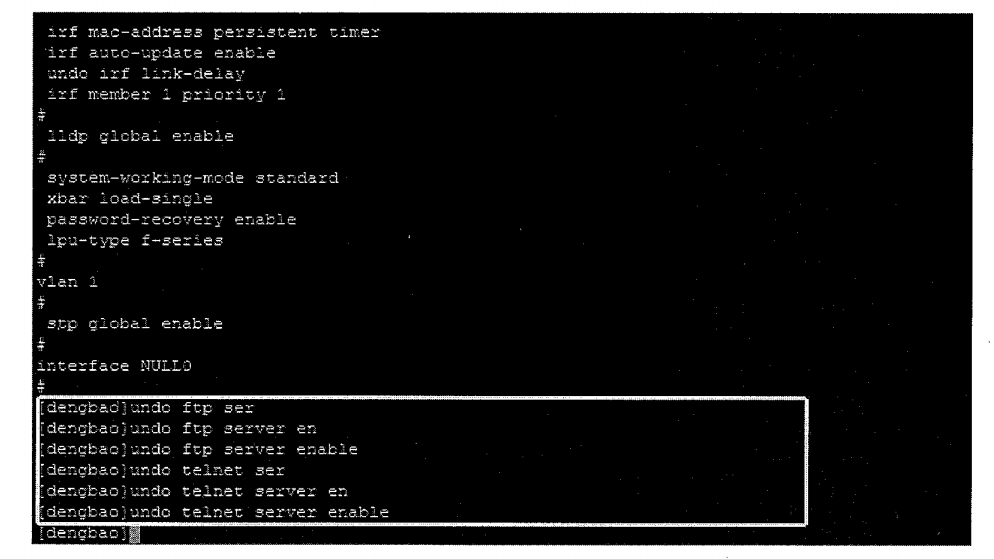 irf mac-address persistent timer
irf auto-update enable
undo irf link-delay
irf member 1 priority 1
#
lldp global enable
#
system-working-mode standard
xbar load-single
password-recovery enable
lpu-type f-series
#
vlan 1
#
stp global enable
#
interface NULL0
#
[dengbao]undo ftp ser
[dengbao]undo ftp server en
[dengbao]undo ftp server enable
[dengbao]undo telnet ser
[dengbao]undo telnet server en
[dengbao]undo telnet server enable
[dengbao]